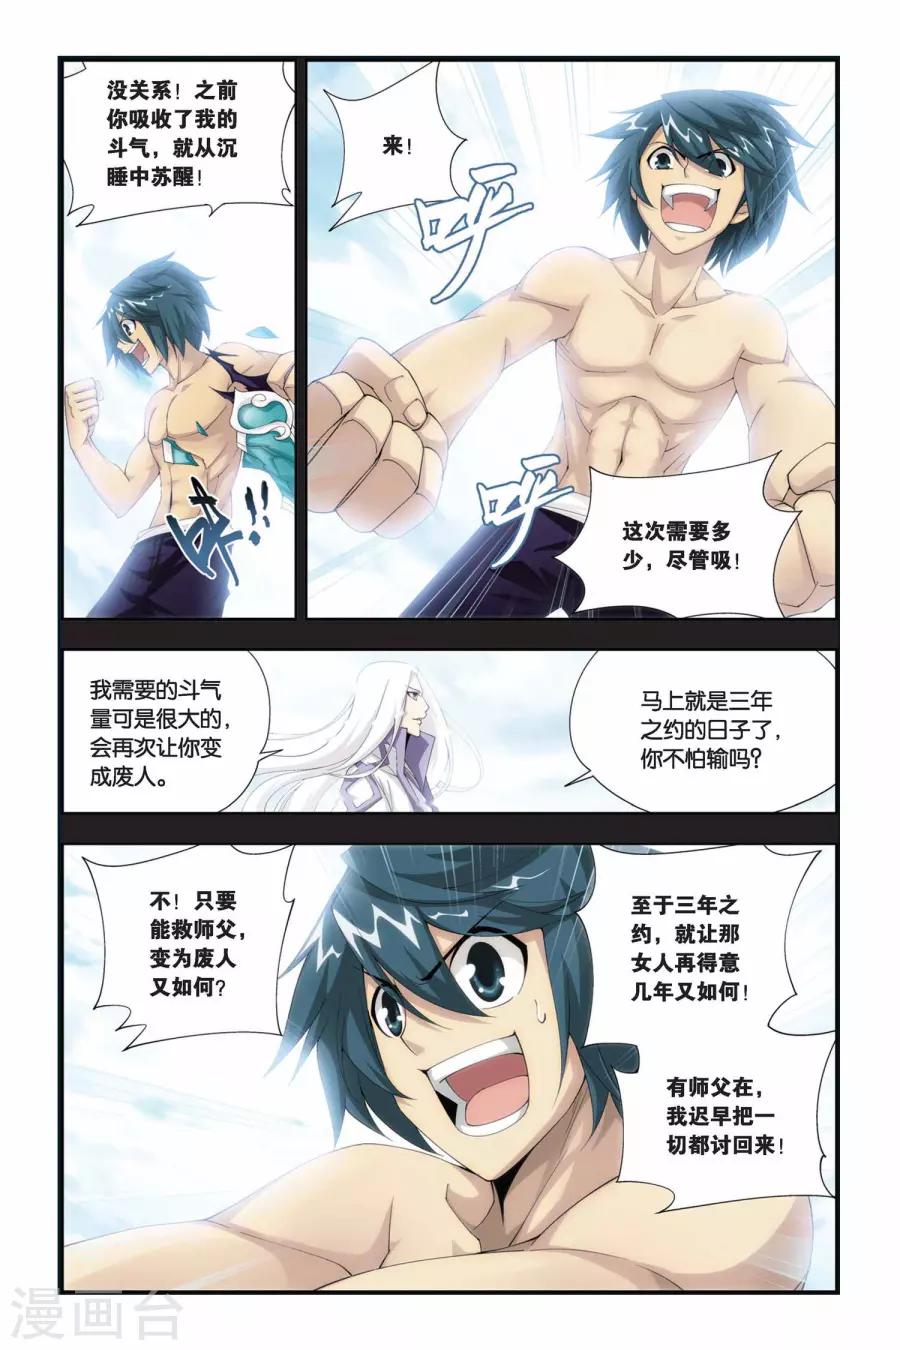 没关系！之前
你吸收了我的
斗气，就从沉
睡中苏醒！
来！
呼
呼
这次需要多
少，尽管吸！
我需要的斗气
量可是很大的，
会再次让你变
成废人。
马上就是三年
之约的日子了，
你不怕输吗？
不！只要
能救师父，
变为废人
又如何？
至于三年之
约，就让那
女人再得意
几年又如何！
有师父在，
我迟早把一
切都讨回来！
漫画台